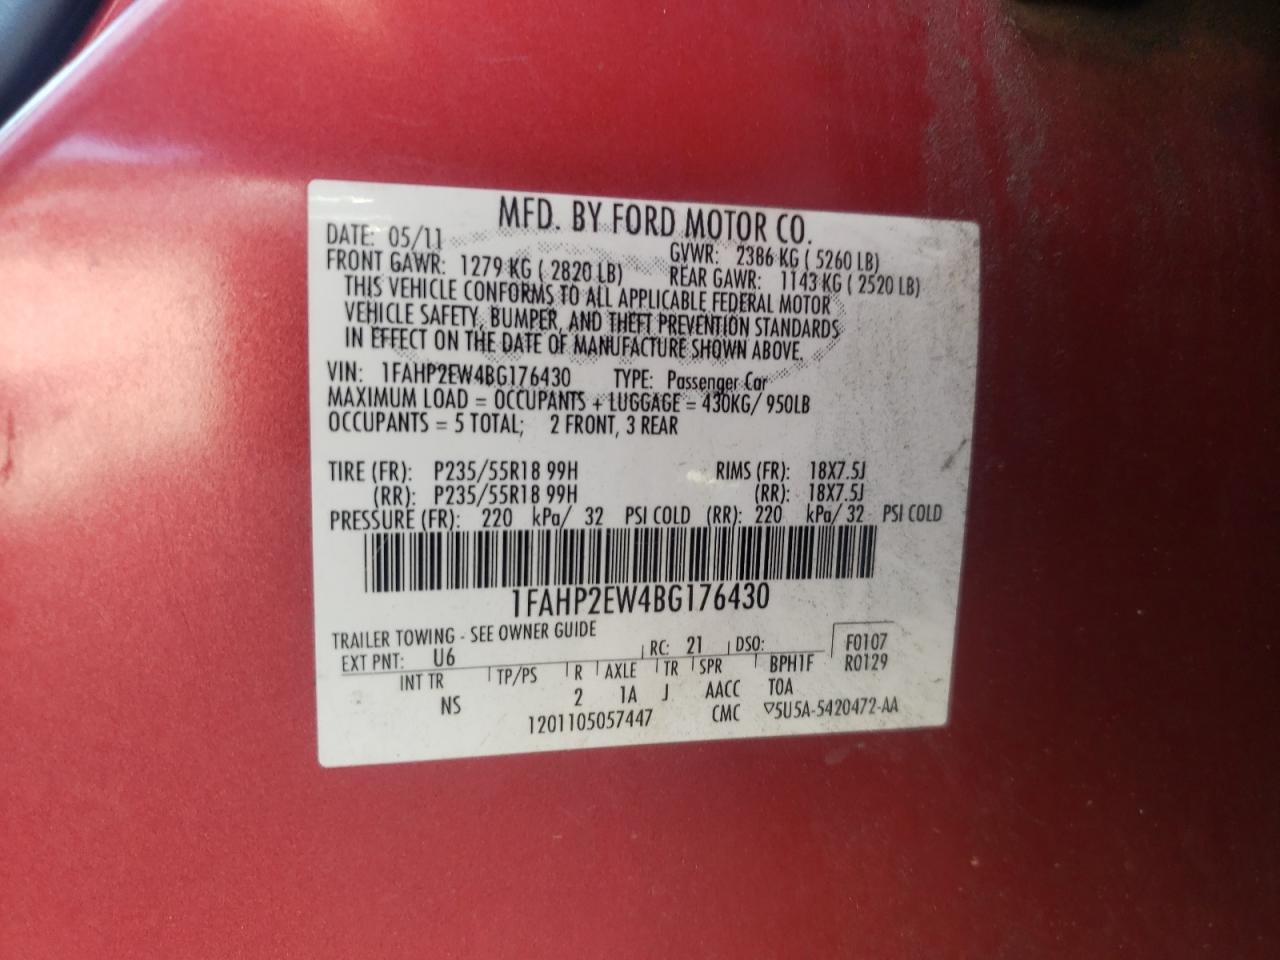 MFD. BY FORD MOTOR CO.
DATE: 05/11 GVWR: 2386 KG ( 5260 LB)
FRONT GAWR: 1279 KG ( 2820 LB) REAR GAWR: 1143 KG ( 2520 LB)
THIS VEHICLE CONFORMS TO ALL APPLICABLE FEDERAL MOTOR
VEHICLE SAFETY, BUMPER, AND THEFT PREVENTION STANDARDS
IN EFFECT ON THE DATE OF MANUFACTURE SHOWN ABOVE.
VIN: 1FAHP2EW4BG176430 TYPE: Passenger Car
MAXIMUM LOAD = OCCUPANTS + LUGGAGE = 430KG/ 950LB
OCCUPANTS = 5 TOTAL; 2 FRONT, 3 REAR
TIRE (FR): P235/55R18 99H RIMS (FR): 18X7.5J
(RR): P235/55R18 99H (RR): 18X7.5J
PRESSURE (FR): 220 kPa/ 32 PSI COLD (RR): 220 kPa/ 32 PSI COLD
1FAHP2EW4BG176430
TRAILER TOWING - SEE OWNER GUIDE
EXT PNT: U6 RC: 21 DSO: F0107
INT TR TP/PS R AXLE TR SPR BPH1F R0129
NS 2 1A J AACC TOA
1201105057447 CMC ▽5U5A-5420472-AA